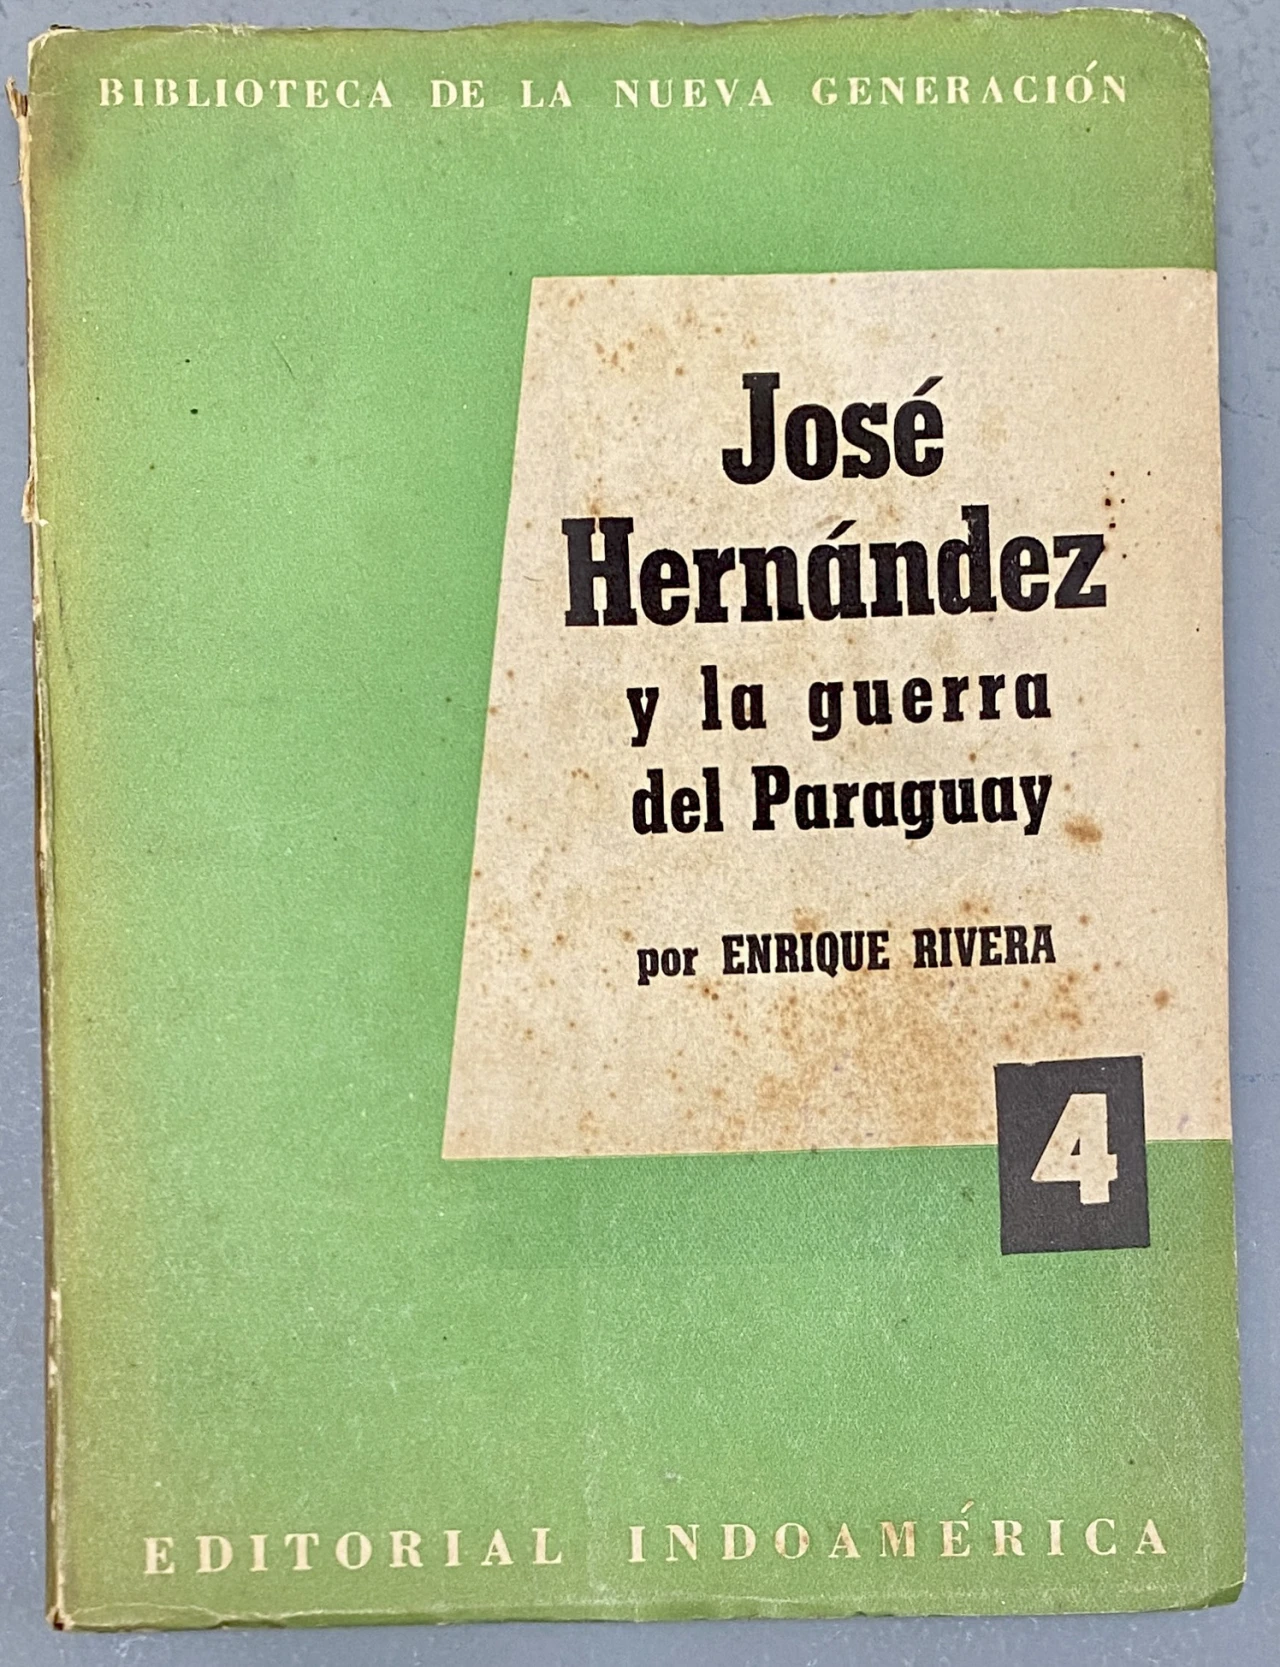 BIBLIOTECA DE LA NUEVA GENERACIÓN
José
Hernández
y la guerra
del Paraguay
por ENRIQUE RIVERA
4
EDITORIAL INDOAMÉRICA